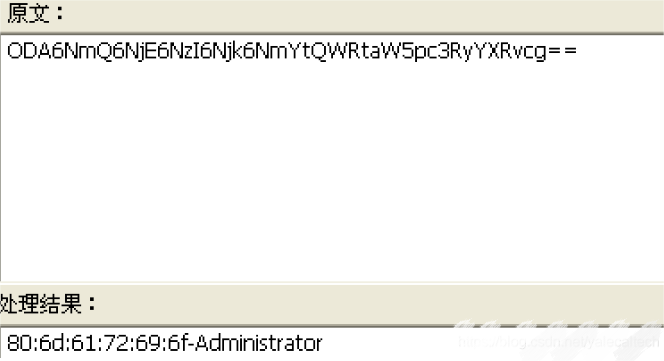 原文：
ODA6NmQ6NjE6NzI6Njk6NmYtQWRtaW5pc3RyYXRvcg==
处理结果：
80:6d:61:72:69:6f-Administrator